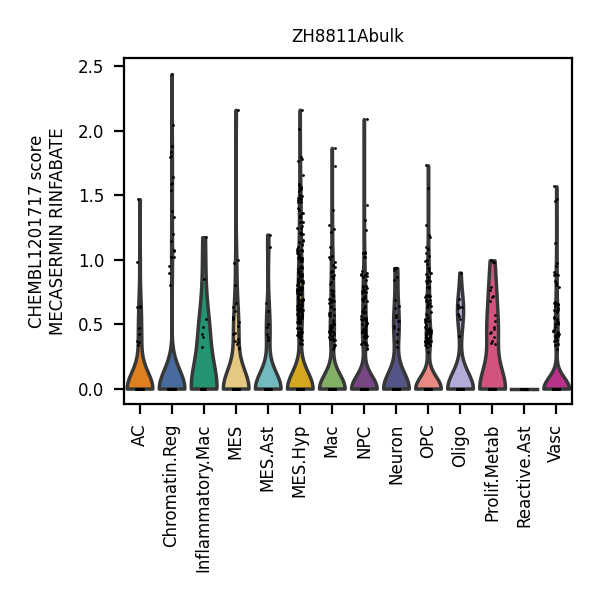 ZH8811Abulk
CHEMBL1201717 score
MECASERMIN RINFABATE
2.5
2.0
1.5
1.0
0.5
0.0
AC
Chromatin.Reg
Inflammatory.Mac
MES
MES.Ast
MES.Hyp
Mac
NPC
Neuron
OPC
Oligo
Prolif.Metab
Reactive.Ast
Vasc